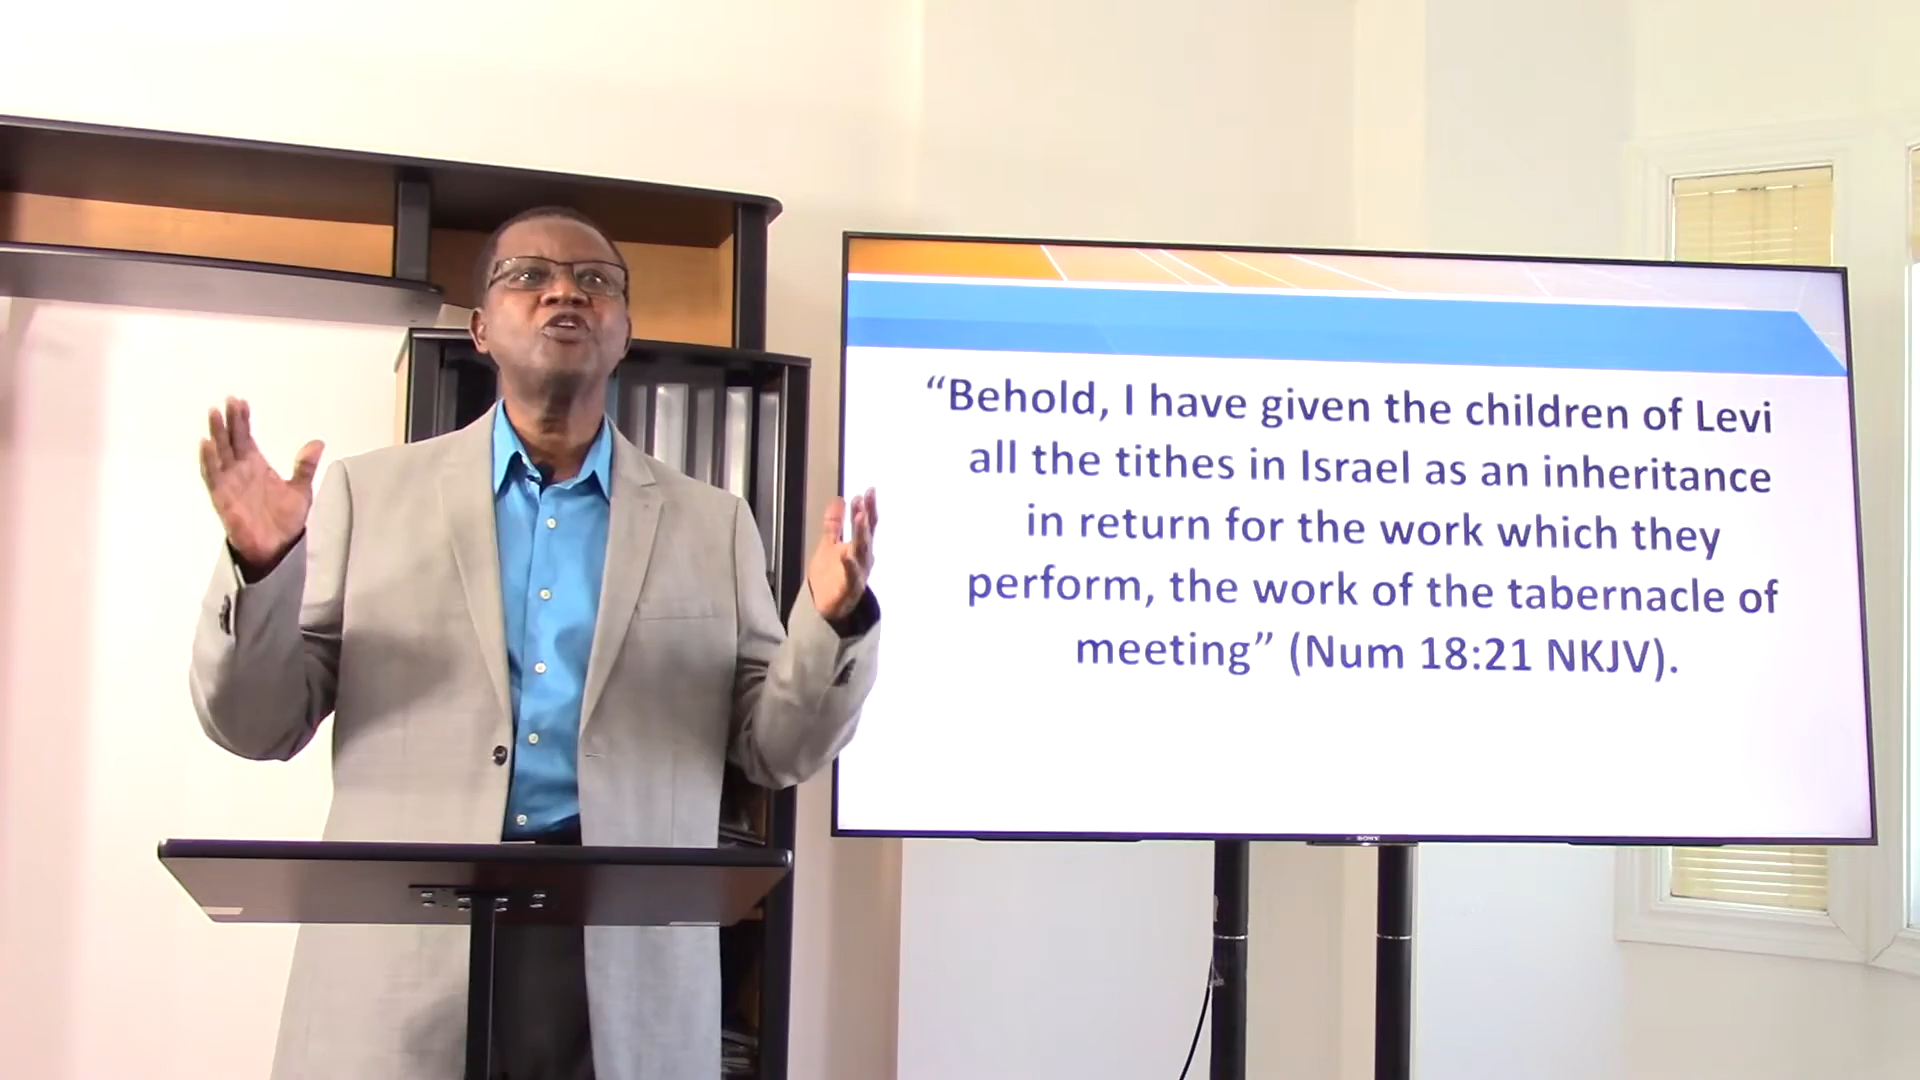 “Behold, I have given the children of Levi
all the tithes in Israel as an inheritance
in return for the work which they
perform, the work of the tabernacle of
meeting” (Num 18:21 NKJV).
SONY